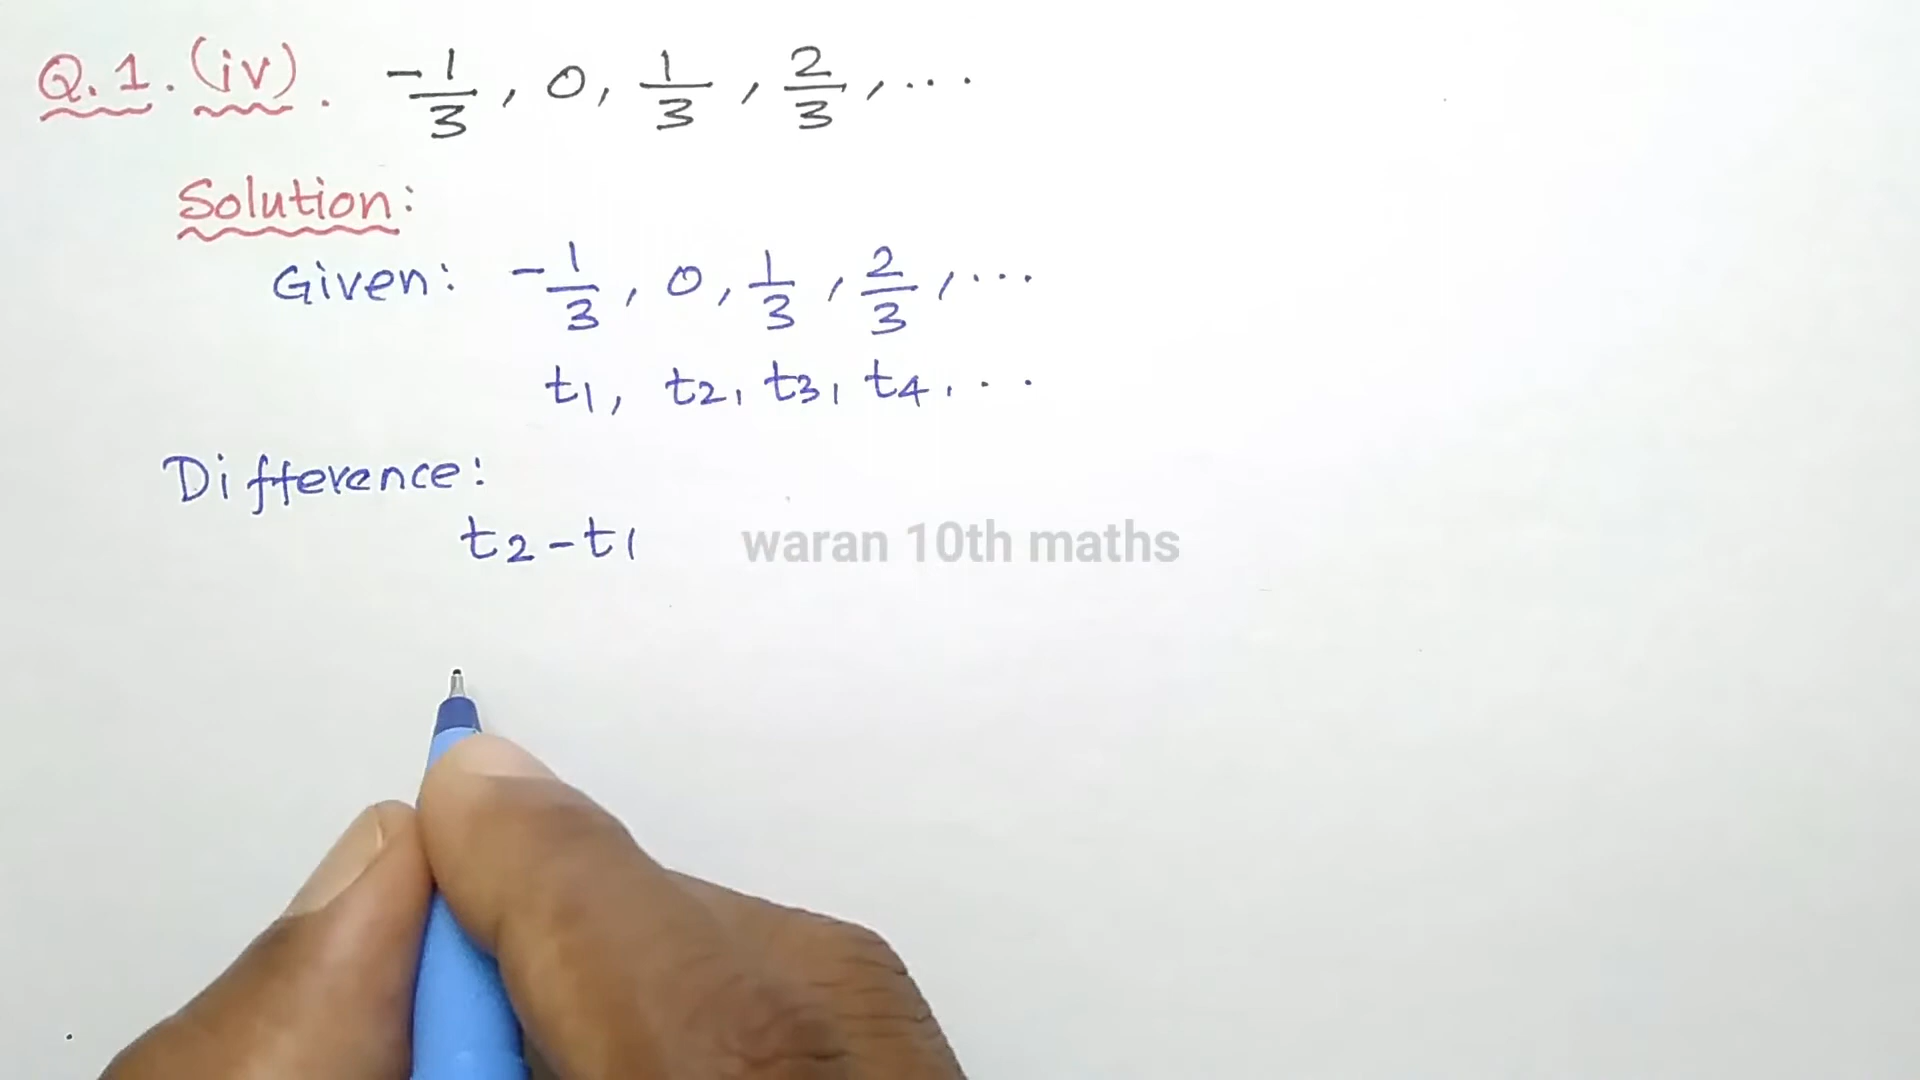 Q.1.(iv). -1/3, 0, 1/3, 2/3, ...
Solution:
Given: -1/3, 0, 1/3, 2/3, ...
t1, t2, t3, t4, ...
Difference:
t2-t1
waran 10th maths